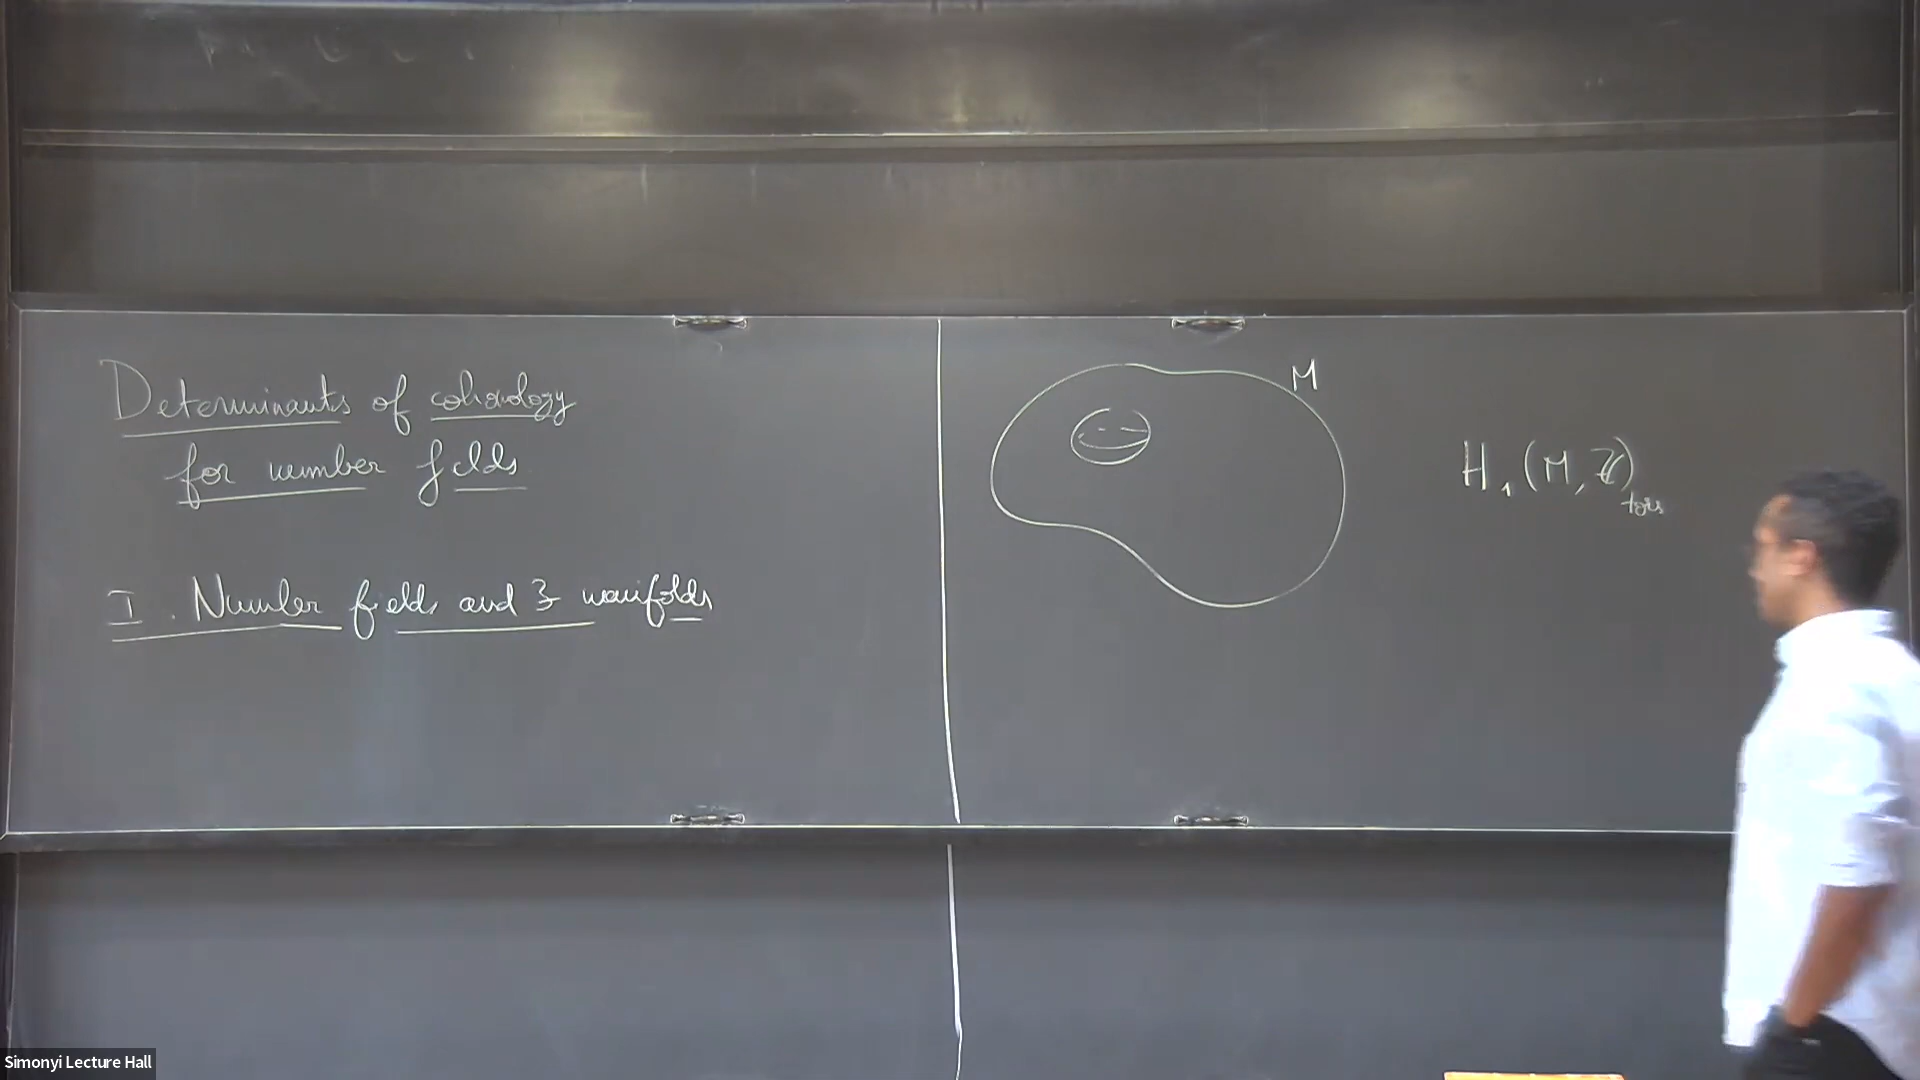 Determinants of cohomology
for number fields
I. Number fields and 3 manifolds
M
H₁(M, ℤ)tors
Simonyi Lecture Hall